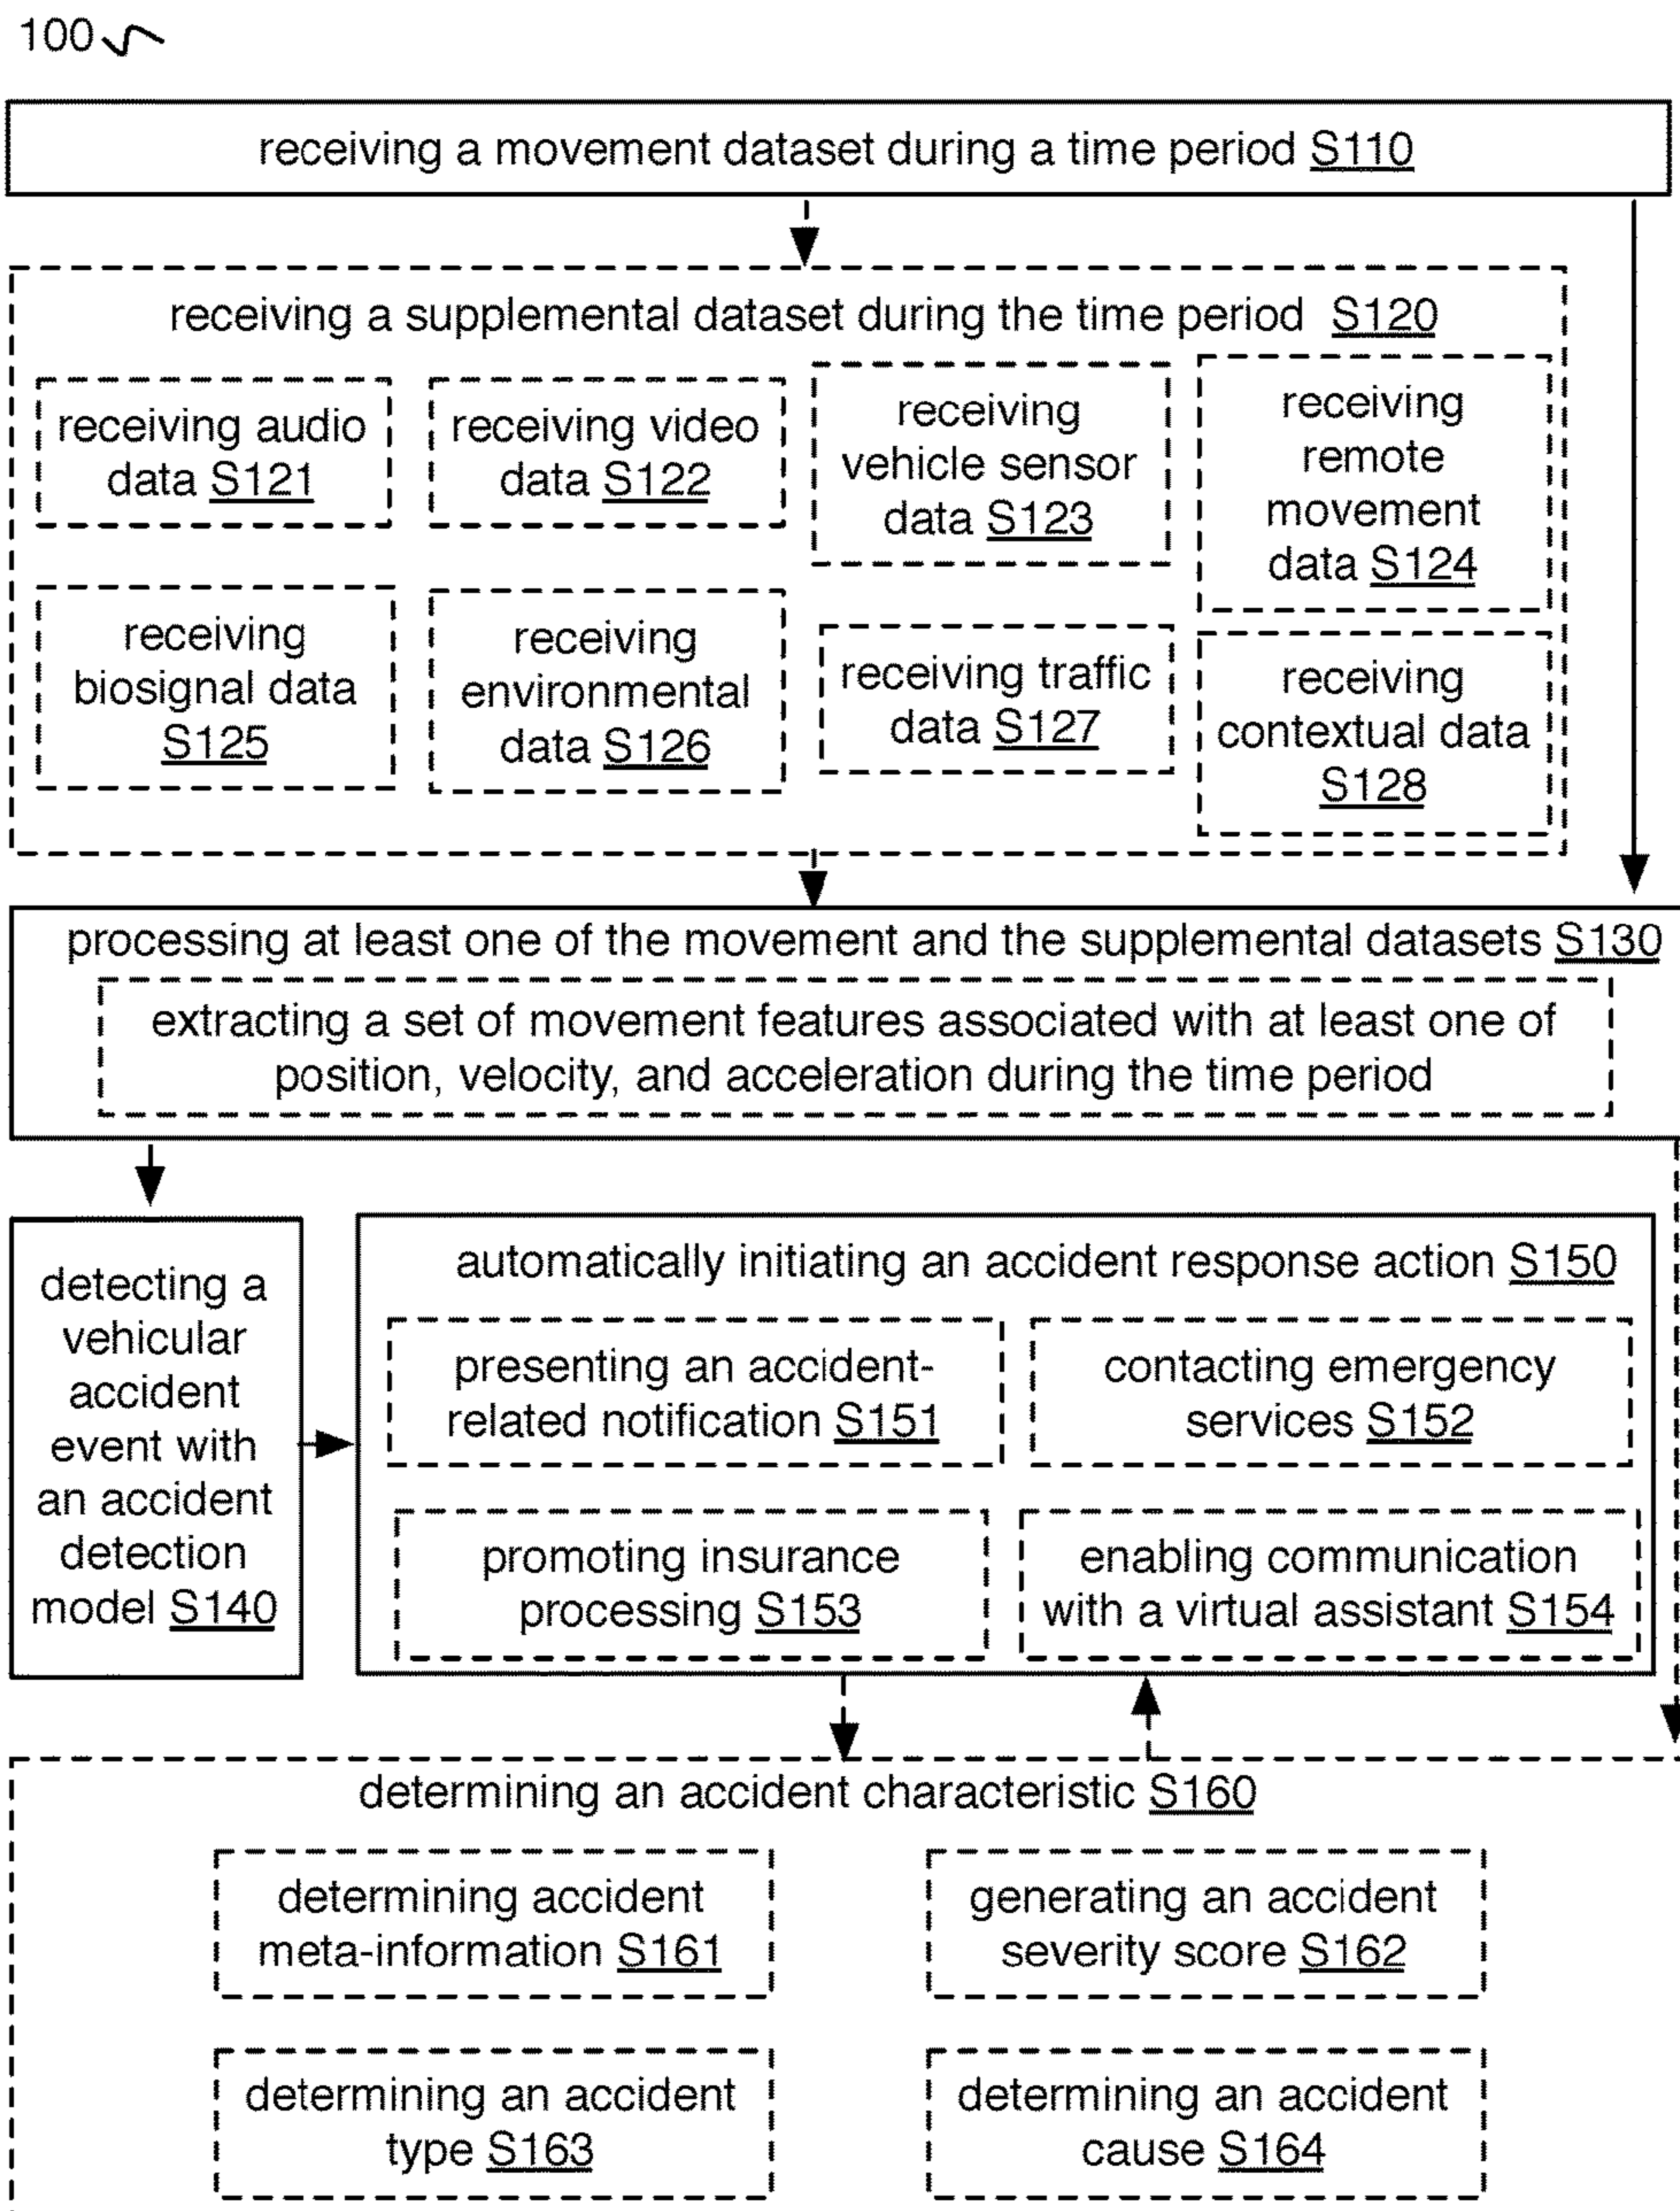 100
receiving a movement dataset during a time period S110
receiving a supplemental dataset during the time period S120
receiving audio
data S121
receiving video
data S122
receiving
vehicle sensor
data S123
receiving
remote
movement
data S124
receiving
biosignal data
S125
receiving
environmental
data S126
receiving traffic
data S127
receiving
contextual data
S128
processing at least one of the movement and the supplemental datasets S130
extracting a set of movement features associated with at least one of
position, velocity, and acceleration during the time period
detecting a
vehicular
accident
event with
an accident
detection
model S140
automatically initiating an accident response action S150
presenting an accident-
related notification S151
contacting emergency
services S152
promoting insurance
processing S153
enabling communication
with a virtual assistant S154
determining an accident characteristic S160
determining accident
meta-information S161
generating an accident
severity score S162
determining an accident
type S163
determining an accident
cause S164